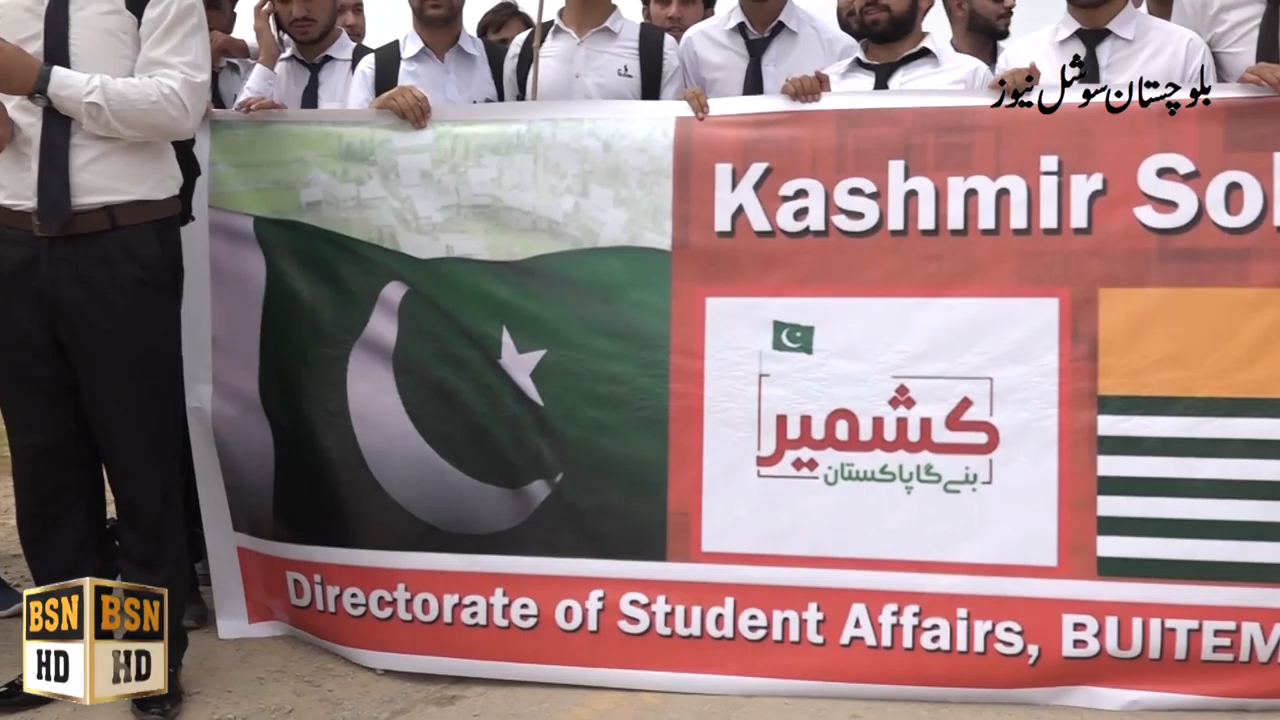 بلوچستان سوشل نیوز
Kashmir Sol
کشمیر
بنے گا پاکستان
Directorate of Student Affairs, BUITEM
BSN BSN
HD HD